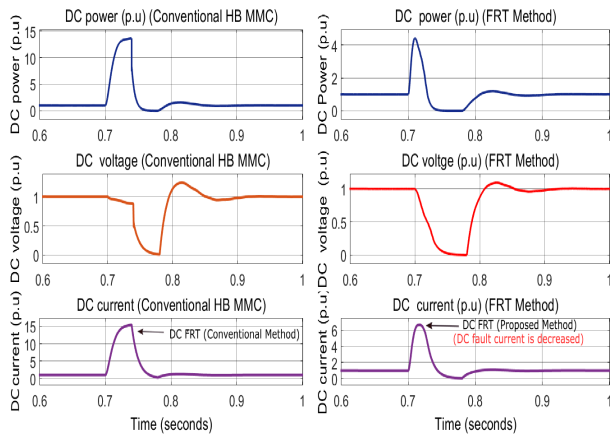 DC power (p.u) (Conventional HB MMC)
DC power (p.u
15
10
5
0
0.6 0.7 0.8 0.9 1
DC power (p.u) (FRT Method)
DC Power (p.u
4
2
0
0.6 0.7 0.8 0.9 1
DC voltage (Conventional HB MMC)
DC voltage (p.u
1
0.5
0
0.6 0.7 0.8 0.9 1
DC voltge (p.u) (FRT Method)
DC voltage (p.u)
1
0.5
0
0.6 0.7 0.8 0.9 1
DC current (Conventional HB MMC)
DC current (p.u)
15
10
5
0
DC FRT (Conventional Method)
0.6 0.7 0.8 0.9 1
Time (seconds)
DC current (p.u) (FRT Method)
DC current (p.u)
6
4
2
0
DC FRT (Proposed Method)
(DC fault current is decreased)
0.6 0.7 0.8 0.9 1
Time (seconds)